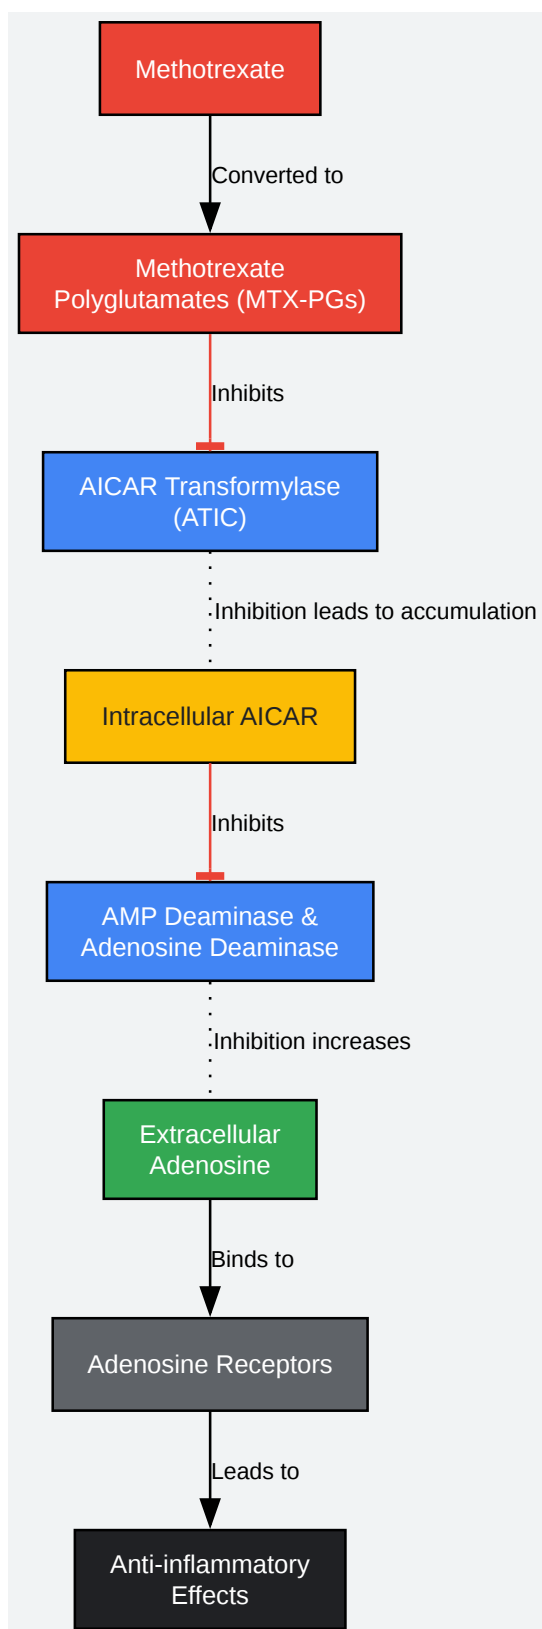 Methotrexate
Converted to
Methotrexate
Polyglutamates (MTX-PGs)
Inhibits
AICAR Transformylase
(ATIC)
Inhibition leads to accumulation
Intracellular AICAR
Inhibits
AMP Deaminase &
Adenosine Deaminase
Inhibition increases
Extracellular
Adenosine
Binds to
Adenosine Receptors
Leads to
Anti-inflammatory
Effects